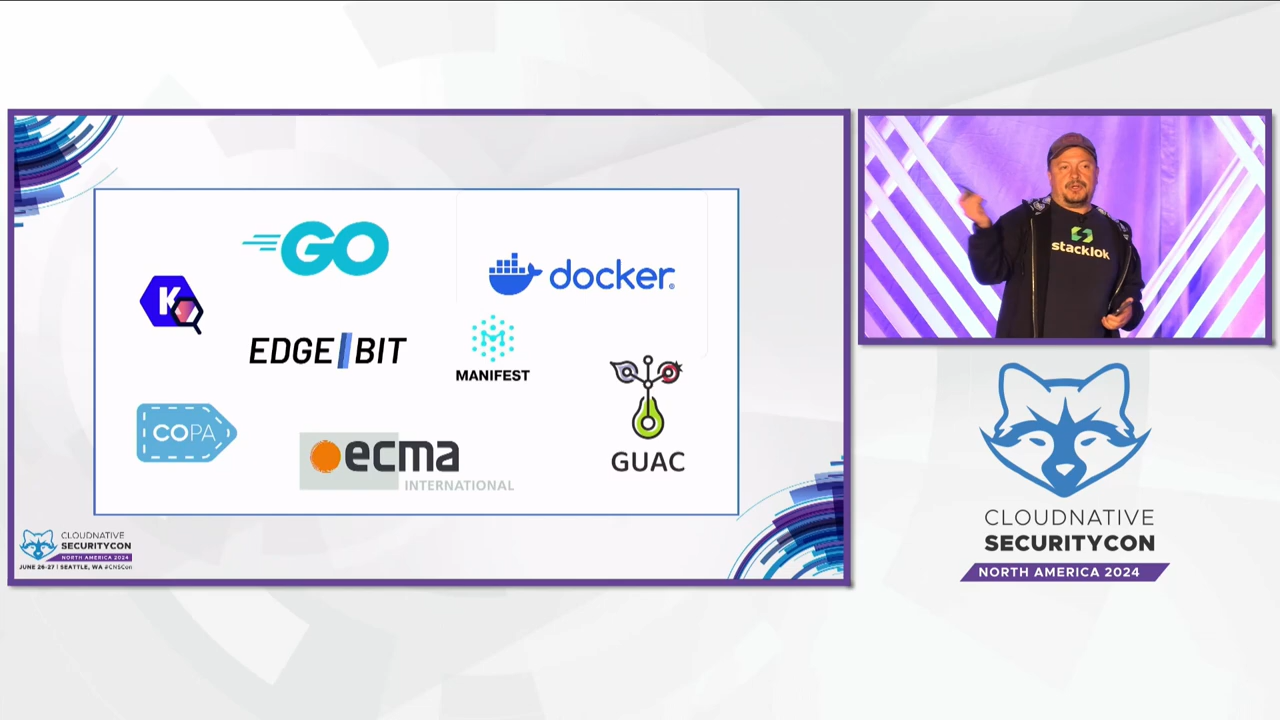 GO
docker
K
EDGE BIT
MANIFEST
COPA
ecma
INTERNATIONAL
GUAC
CLOUDNATIVE
SECURITYCON
NORTH AMERICA 2024
JUNE 26-27 | SEATTLE, WA #CNSCon
stacklok
CLOUDNATIVE
SECURITYCON
NORTH AMERICA 2024